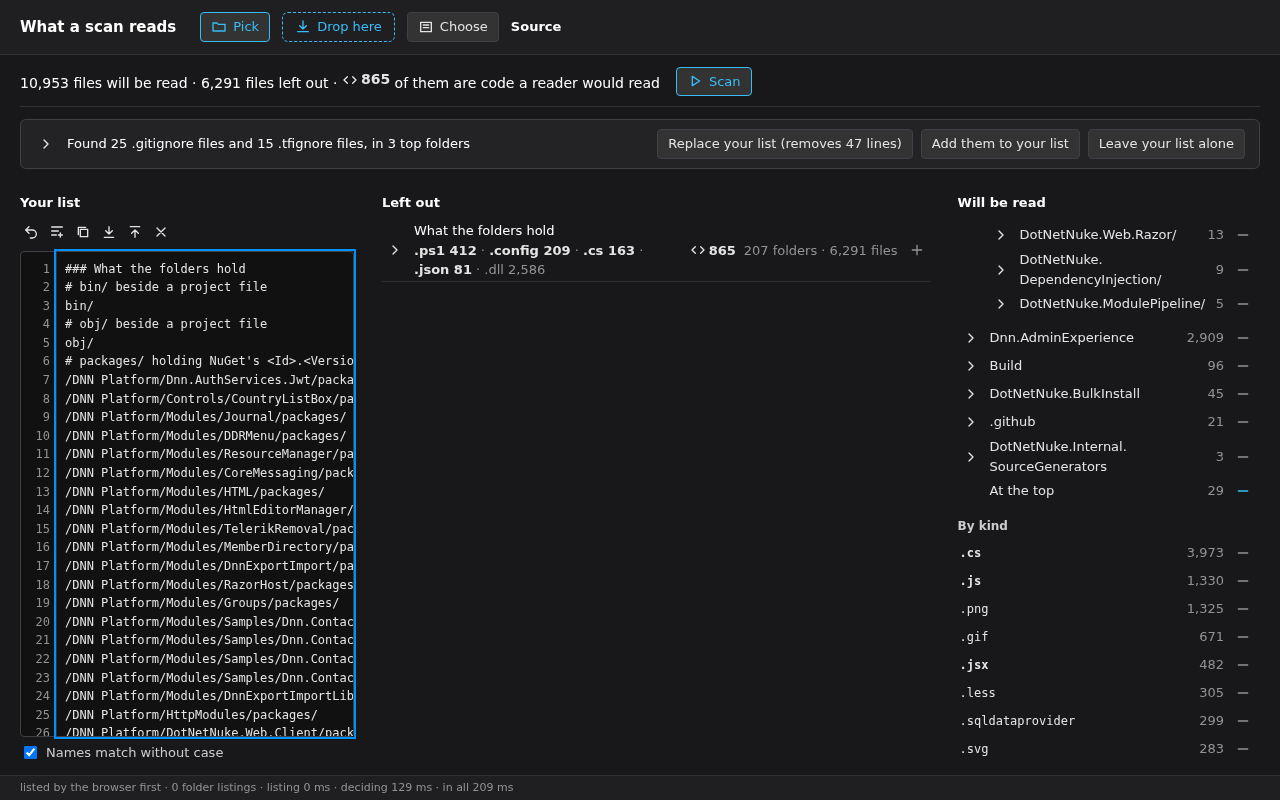 What a scan reads
Pick
Drop here
Choose
Source
10,953 files will be read · 6,291 files left out · 865 of them are code a reader would read
Scan
Found 25 .gitignore files and 15 .tfignore files, in 3 top folders
Replace your list (removes 47 lines)
Add them to your list
Leave your list alone
Your list
1 ### What the folders hold
2 # bin/ beside a project file
3 bin/
4 # obj/ beside a project file
5 obj/
6 # packages/ holding NuGet's <Id>.<Versio
7 /DNN Platform/Dnn.AuthServices.Jwt/packa
8 /DNN Platform/Controls/CountryListBox/pa
9 /DNN Platform/Modules/Journal/packages/
10 /DNN Platform/Modules/DDRMenu/packages/
11 /DNN Platform/Modules/ResourceManager/pa
12 /DNN Platform/Modules/CoreMessaging/pack
13 /DNN Platform/Modules/HTML/packages/
14 /DNN Platform/Modules/HtmlEditorManager/
15 /DNN Platform/Modules/TelerikRemoval/pac
16 /DNN Platform/Modules/MemberDirectory/pa
17 /DNN Platform/Modules/DnnExportImport/pa
18 /DNN Platform/Modules/RazorHost/packages
19 /DNN Platform/Modules/Groups/packages/
20 /DNN Platform/Modules/Samples/Dnn.Contac
21 /DNN Platform/Modules/Samples/Dnn.Contac
22 /DNN Platform/Modules/Samples/Dnn.Contac
23 /DNN Platform/Modules/Samples/Dnn.Contac
24 /DNN Platform/Modules/DnnExportImportLib
25 /DNN Platform/HttpModules/packages/
26 /DNN Platform/DotNetNuke.Web.Client/pack
Names match without case
Left out
What the folders hold
.ps1 412 · .config 209 · .cs 163 ·
.json 81 · .dll 2,586
865 207 folders · 6,291 files
Will be read
DotNetNuke.Web.Razor/ 13
DotNetNuke.
DependencyInjection/ 9
DotNetNuke.ModulePipeline/ 5
Dnn.AdminExperience 2,909
Build 96
DotNetNuke.BulkInstall 45
.github 21
DotNetNuke.Internal.
SourceGenerators 3
At the top 29
By kind
.cs 3,973
.js 1,330
.png 1,325
.gif 671
.jsx 482
.less 305
.sqldataprovider 299
.svg 283
listed by the browser first · 0 folder listings · listing 0 ms · deciding 129 ms · in all 209 ms